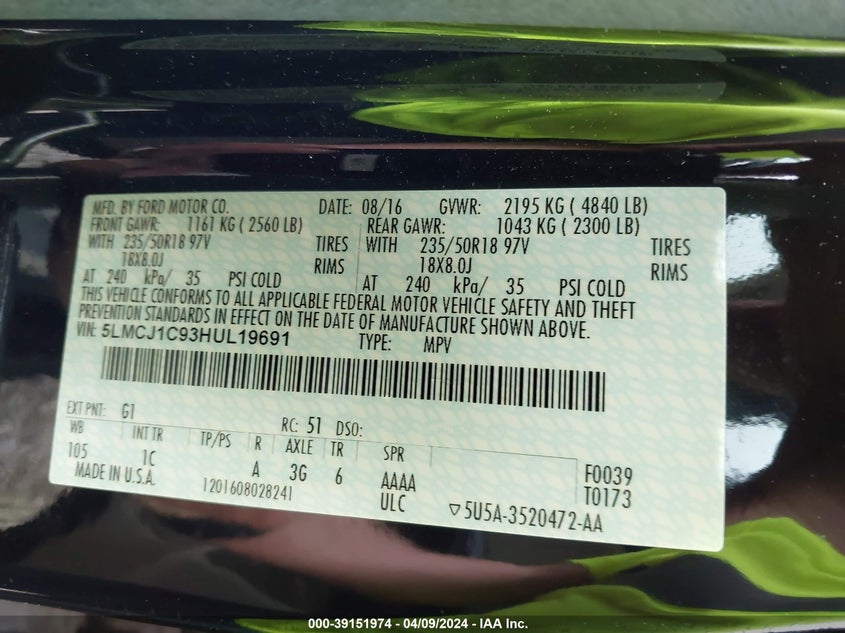 MFD. BY FORD MOTOR CO. DATE: 08/16 GVWR: 2195 KG ( 4840 LB)
FRONT GAWR: 1161 KG ( 2560 LB) REAR GAWR: 1043 KG ( 2300 LB)
WITH 235/50R18 97V TIRES WITH 235/50R18 97V TIRES
18X8.0J RIMS 18X8.0J RIMS
AT 240 kPa/ 35 PSI COLD AT 240 kPa/ 35 PSI COLD
THIS VEHICLE CONFORMS TO ALL APPLICABLE FEDERAL MOTOR VEHICLE SAFETY AND THEFT
PREVENTION STANDARDS IN EFFECT ON THE DATE OF MANUFACTURE SHOWN ABOVE.
VIN: 5LMCJ1C93HUL19691 TYPE: MPV
EXT PNT: G1 RC: 51 DSO:
WB INT TR TP/PS R AXLE TR SPR
105 1C A 3G 6 AAAA F0039
MADE IN U.S.A. 1201608028241 ULC T0173
▽5U5A-3520472-AA
000-39151974 - 04/09/2024 - IAA Inc.